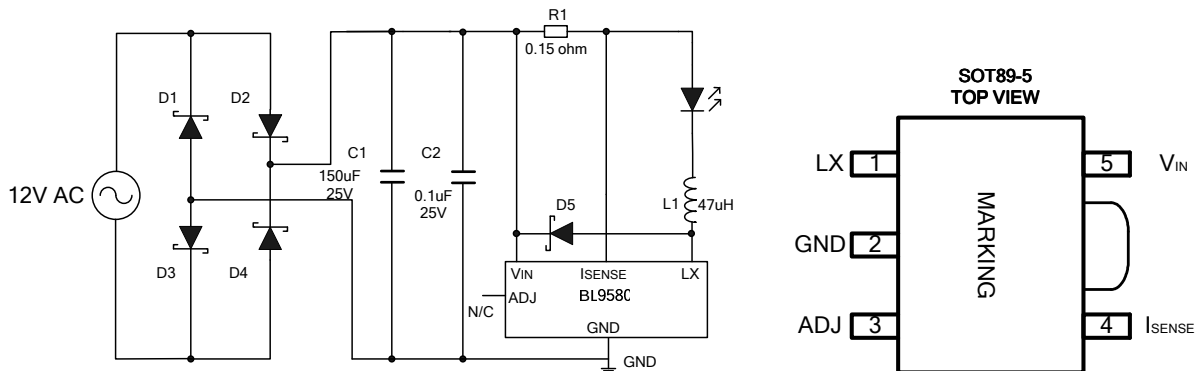 R1
0.15 ohm
D1
D2
C1
150uF
25V
C2
0.1uF
25V
12V AC
D3
D4
D5
L1
47uH
VIN
ISENSE
LX
BL9580
ADJ
N/C
GND
GND
SOT89-5
TOP VIEW
LX
1
5
VIN
MARKING
GND
2
ADJ
3
4
ISENSE